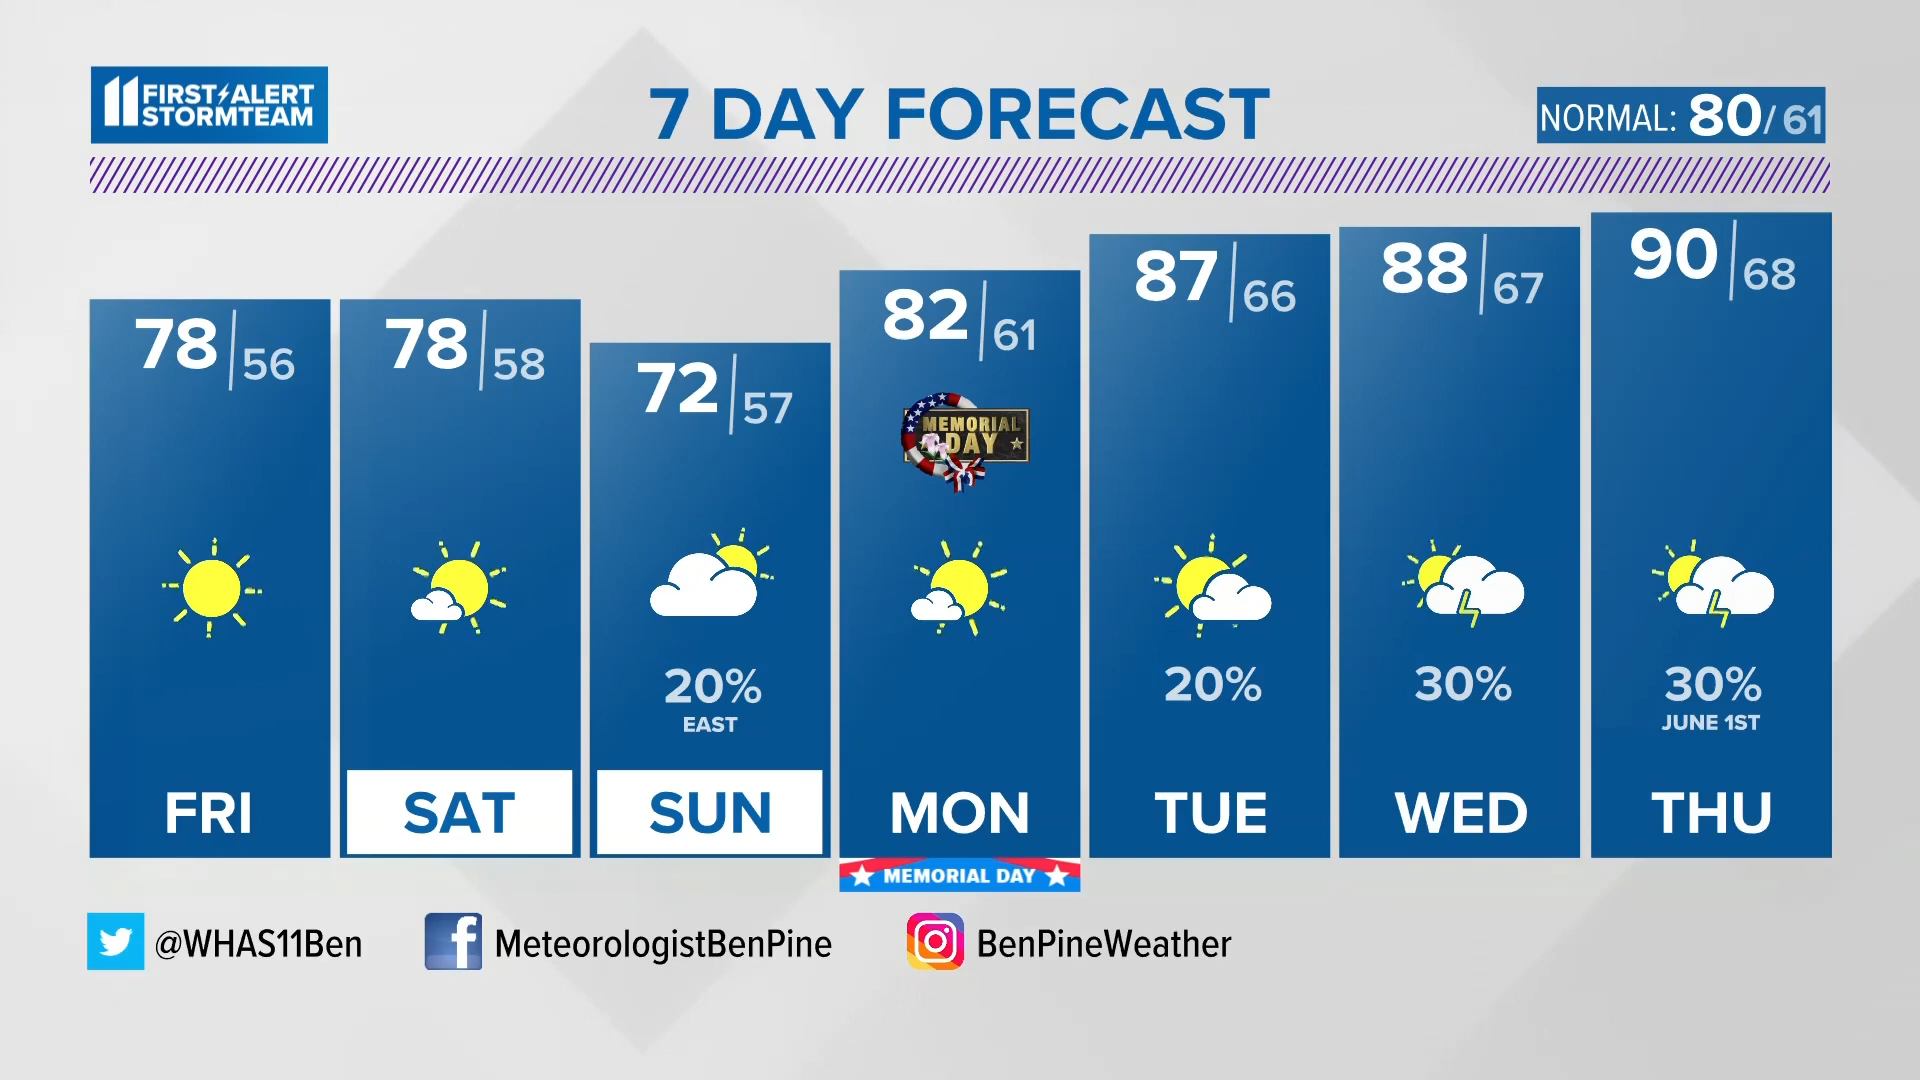 11 FIRST ALERT
STORMTEAM
7 DAY FORECAST
NORMAL: 80/61
78/56
78/58
72/57
82/61
87/66
88/67
90/68
MEMORIAL
DAY
20%
EAST
20%
30%
30%
JUNE 1ST
FRI
SAT
SUN
MON
TUE
WED
THU
MEMORIAL DAY
@WHAS11Ben
MeteorologistBenPine
BenPineWeather